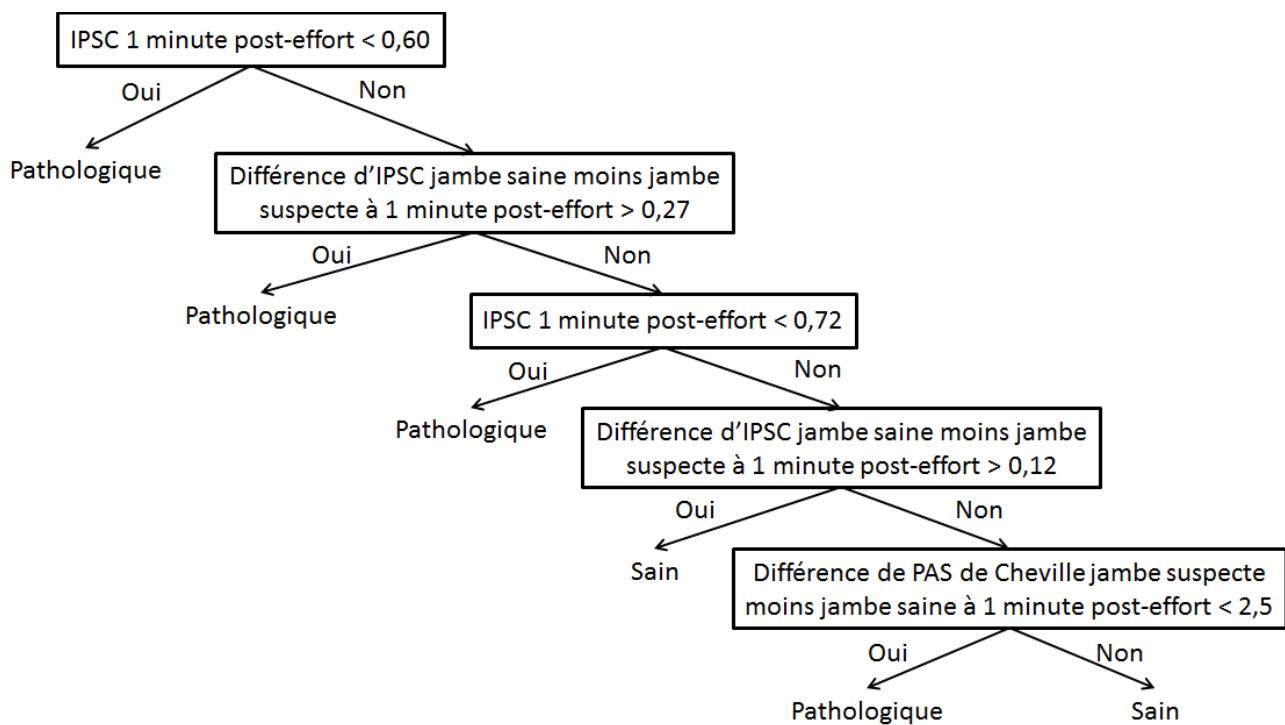 IPSC 1 minute post-effort < 0,60
Oui
Non
Pathologique
Différence d’IPSC jambe saine moins jambe
suspecte à 1 minute post-effort > 0,27
Oui
Non
Pathologique
IPSC 1 minute post-effort < 0,72
Oui
Non
Pathologique
Différence d’IPSC jambe saine moins jambe
suspecte à 1 minute post-effort > 0,12
Oui
Non
Sain
Différence de PAS de Cheville jambe suspecte
moins jambe saine à 1 minute post-effort < 2,5
Oui
Non
Pathologique
Sain